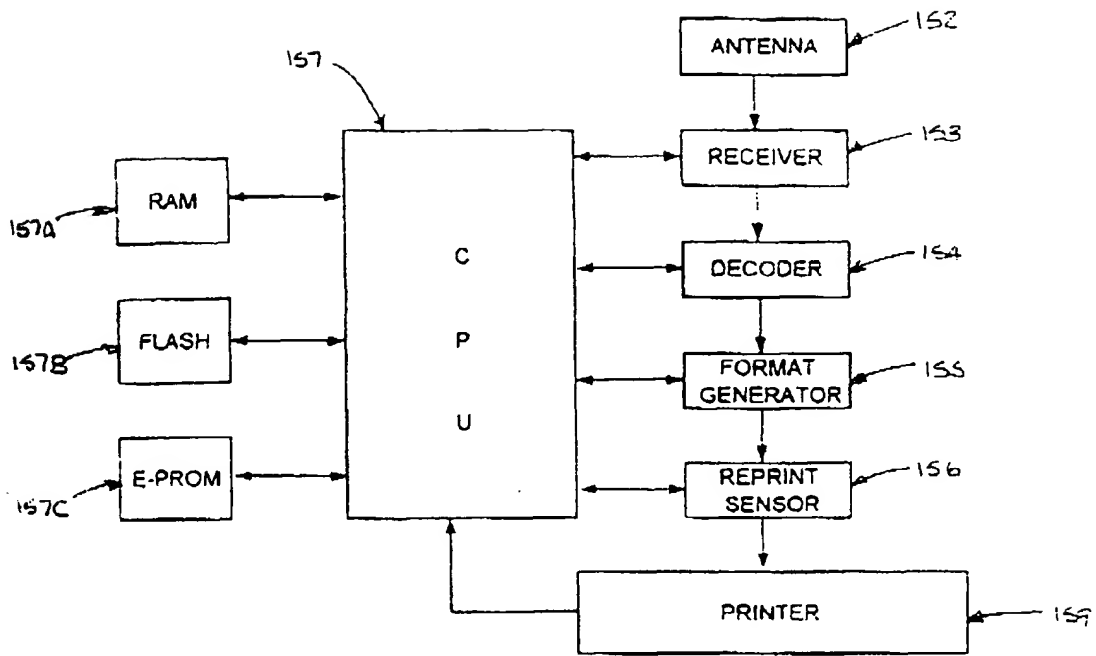 152
ANTENNA
157
153
RECEIVER
RAM
157A
C
P
U
154
DECODER
FLASH
157B
FORMAT
GENERATOR
155
E-PROM
157C
REPRINT
SENSOR
156
PRINTER
159